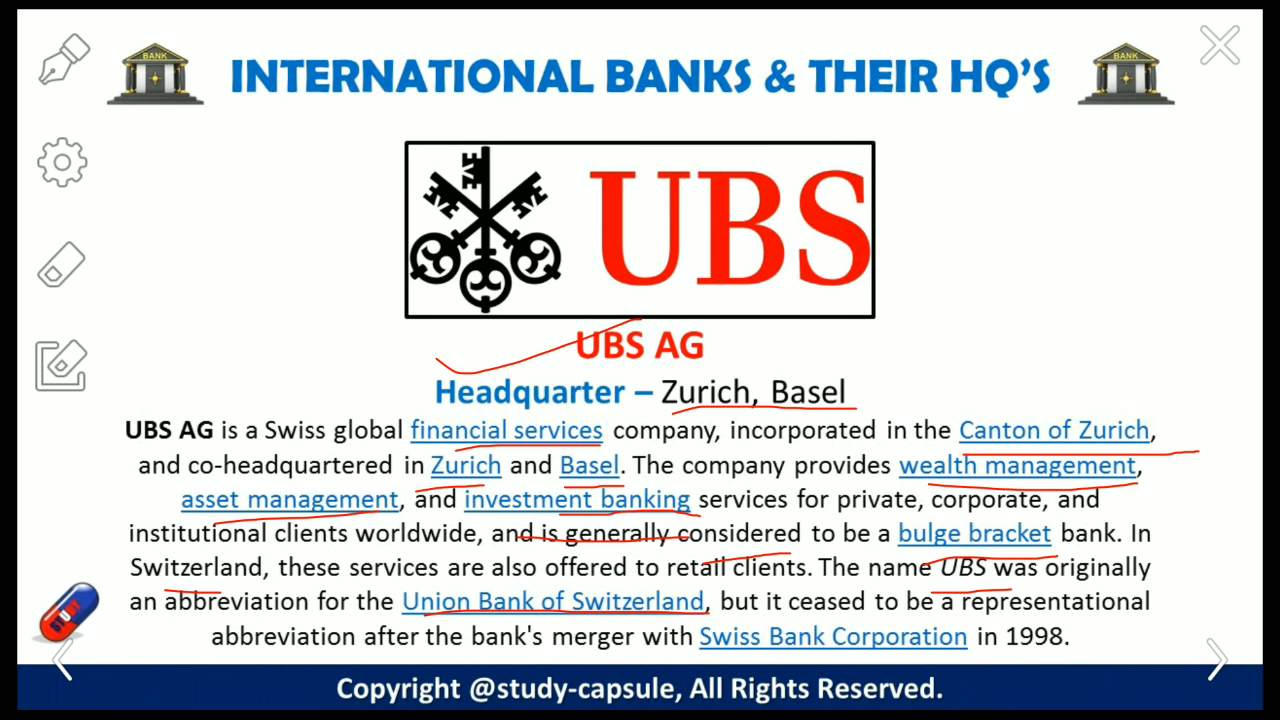 BANK
BANK
INTERNATIONAL BANKS & THEIR HQ'S
UBS
UBS AG
Headquarter – Zurich, Basel
UBS AG is a Swiss global financial services company, incorporated in the Canton of Zurich,
and co-headquartered in Zurich and Basel. The company provides wealth management,
asset management, and investment banking services for private, corporate, and
institutional clients worldwide, and is generally considered to be a bulge bracket bank. In
Switzerland, these services are also offered to retail clients. The name UBS was originally
an abbreviation for the Union Bank of Switzerland, but it ceased to be a representational
abbreviation after the bank's merger with Swiss Bank Corporation in 1998.
STUDY
Copyright @study-capsule, All Rights Reserved.